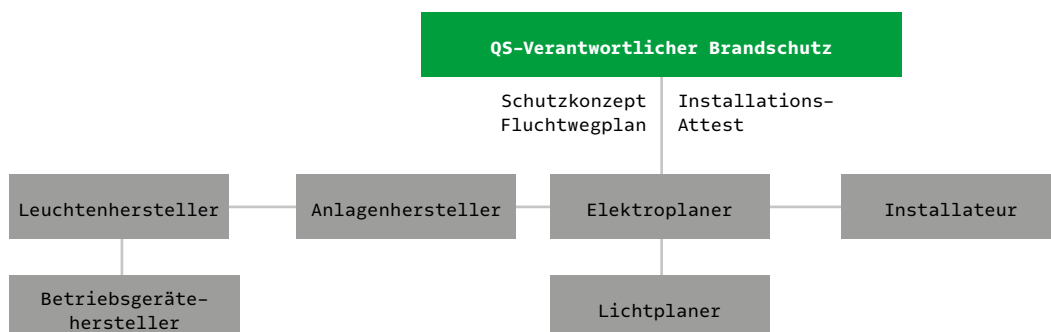 QS-Verantwortlicher Brandschutz
Schutzkonzept
Fluchtwegplan
Installations-
Attest
Leuchtenhersteller
Anlagenhersteller
Elektroplaner
Installateur
Betriebsgeräte-
hersteller
Lichtplaner